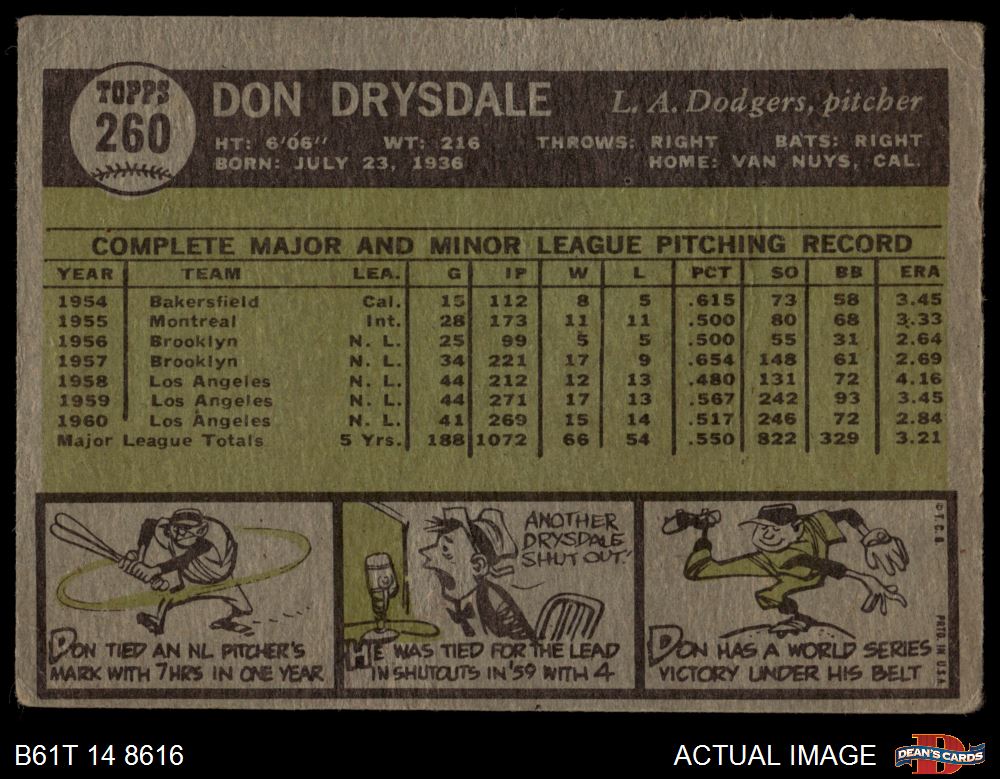 TOPPS
260
DON DRYSDALE
L. A. Dodgers, pitcher
HT: 6'06" WT: 216 THROWS: RIGHT BATS: RIGHT
BORN: JULY 23, 1936 HOME: VAN NUYS, CAL.
COMPLETE MAJOR AND MINOR LEAGUE PITCHING RECORD
YEAR TEAM LEA. G IP W L PCT SO BB ERA
1954 Bakersfield Cal. 15 112 8 5 .615 73 58 3.45
1955 Montreal Int. 28 173 11 11 .500 80 68 3.33
1956 Brooklyn N. L. 25 99 5 5 .500 55 31 2.64
1957 Brooklyn N. L. 34 221 17 9 .654 148 61 2.69
1958 Los Angeles N. L. 44 212 12 13 .480 131 72 4.16
1959 Los Angeles N. L. 44 271 17 13 .567 242 93 3.45
1960 Los Angeles N. L. 41 269 15 14 .517 246 72 2.84
Major League Totals 5 Yrs. 188 1072 66 54 .550 822 329 3.21
DON TIED AN NL PITCHER'S
MARK WITH 7 HRS IN ONE YEAR
ANOTHER
DRYSDALE
SHUT OUT.'
HE WAS TIED FOR THE LEAD
IN SHUTOUTS IN '59 WITH 4
DON HAS A WORLD SERIES
VICTORY UNDER HIS BELT
© T.C.G.
PRTD. IN U.S.A.
B61T 14 8616
ACTUAL IMAGE
DEAN'S CARDS